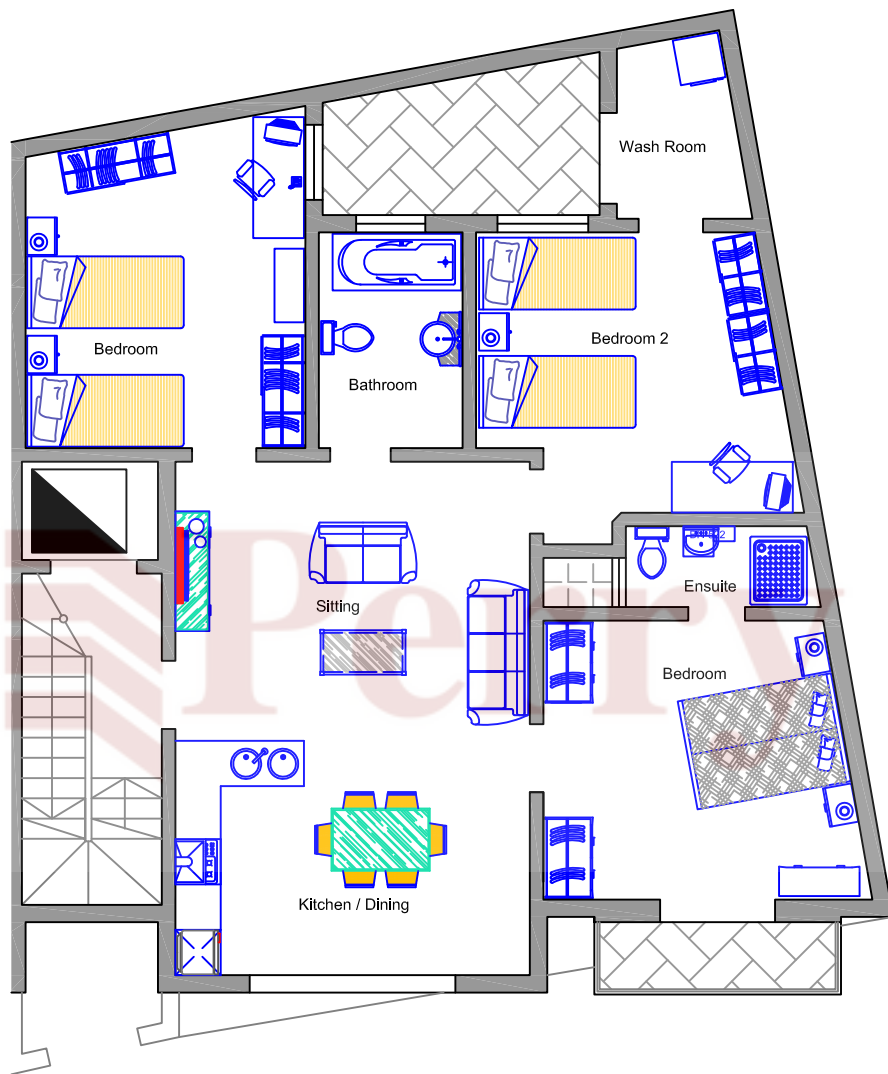 Wash Room
Bedroom
Bedroom 2
Bathroom
Sitting
Ensuite
Bedroom
Kitchen / Dining
Perry